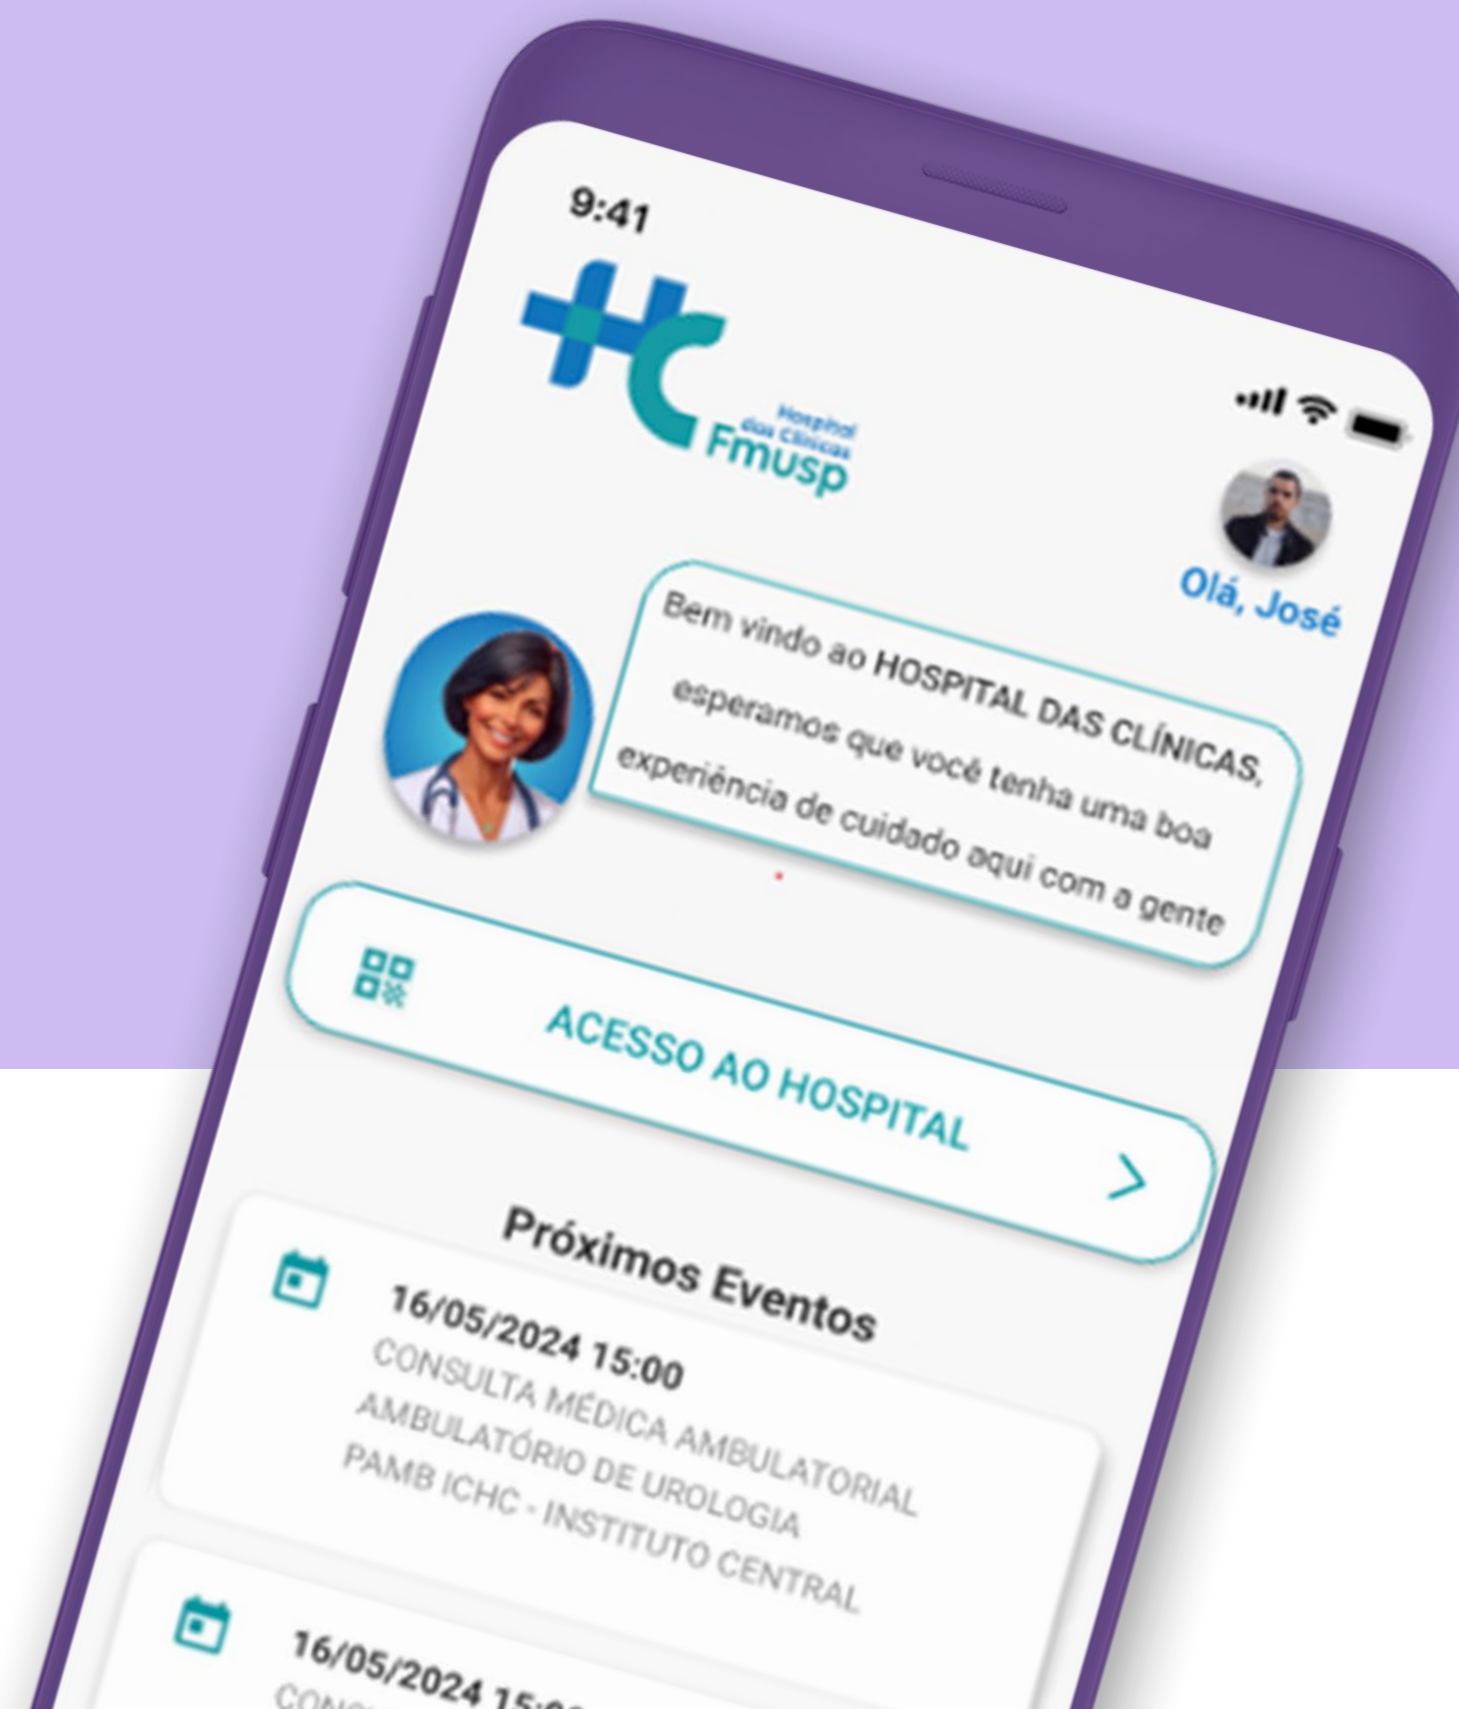 9:41
HC
Hospital
das Clínicas
Fmusp
Olá, José
Bem vindo ao HOSPITAL DAS CLÍNICAS,
esperamos que você tenha uma boa
experiência de cuidado aqui com a gente
ACESSO AO HOSPITAL
Próximos Eventos
16/05/2024 15:00
CONSULTA MÉDICA AMBULATORIAL
AMBULATÓRIO DE UROLOGIA
PAMB ICHC - INSTITUTO CENTRAL
16/05/2024